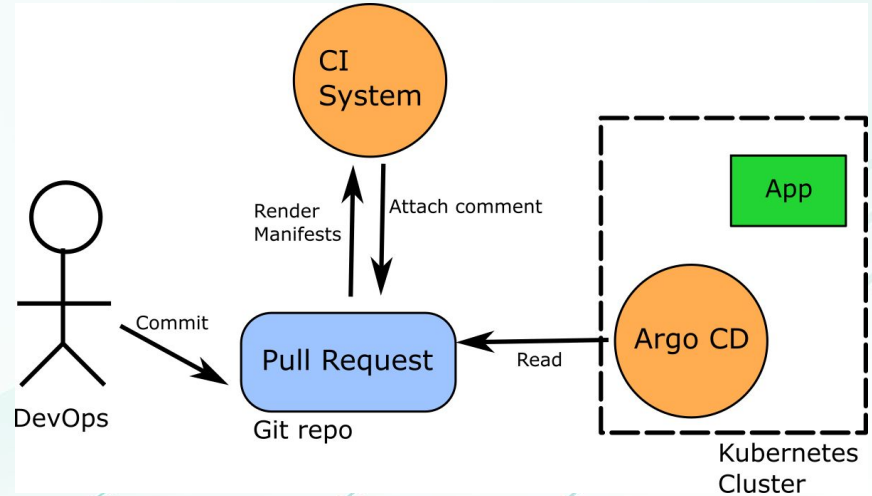 CI
System
App
Render
Manifests
Attach comment
Commit
Pull Request
Read
Argo CD
DevOps
Git repo
Kubernetes
Cluster